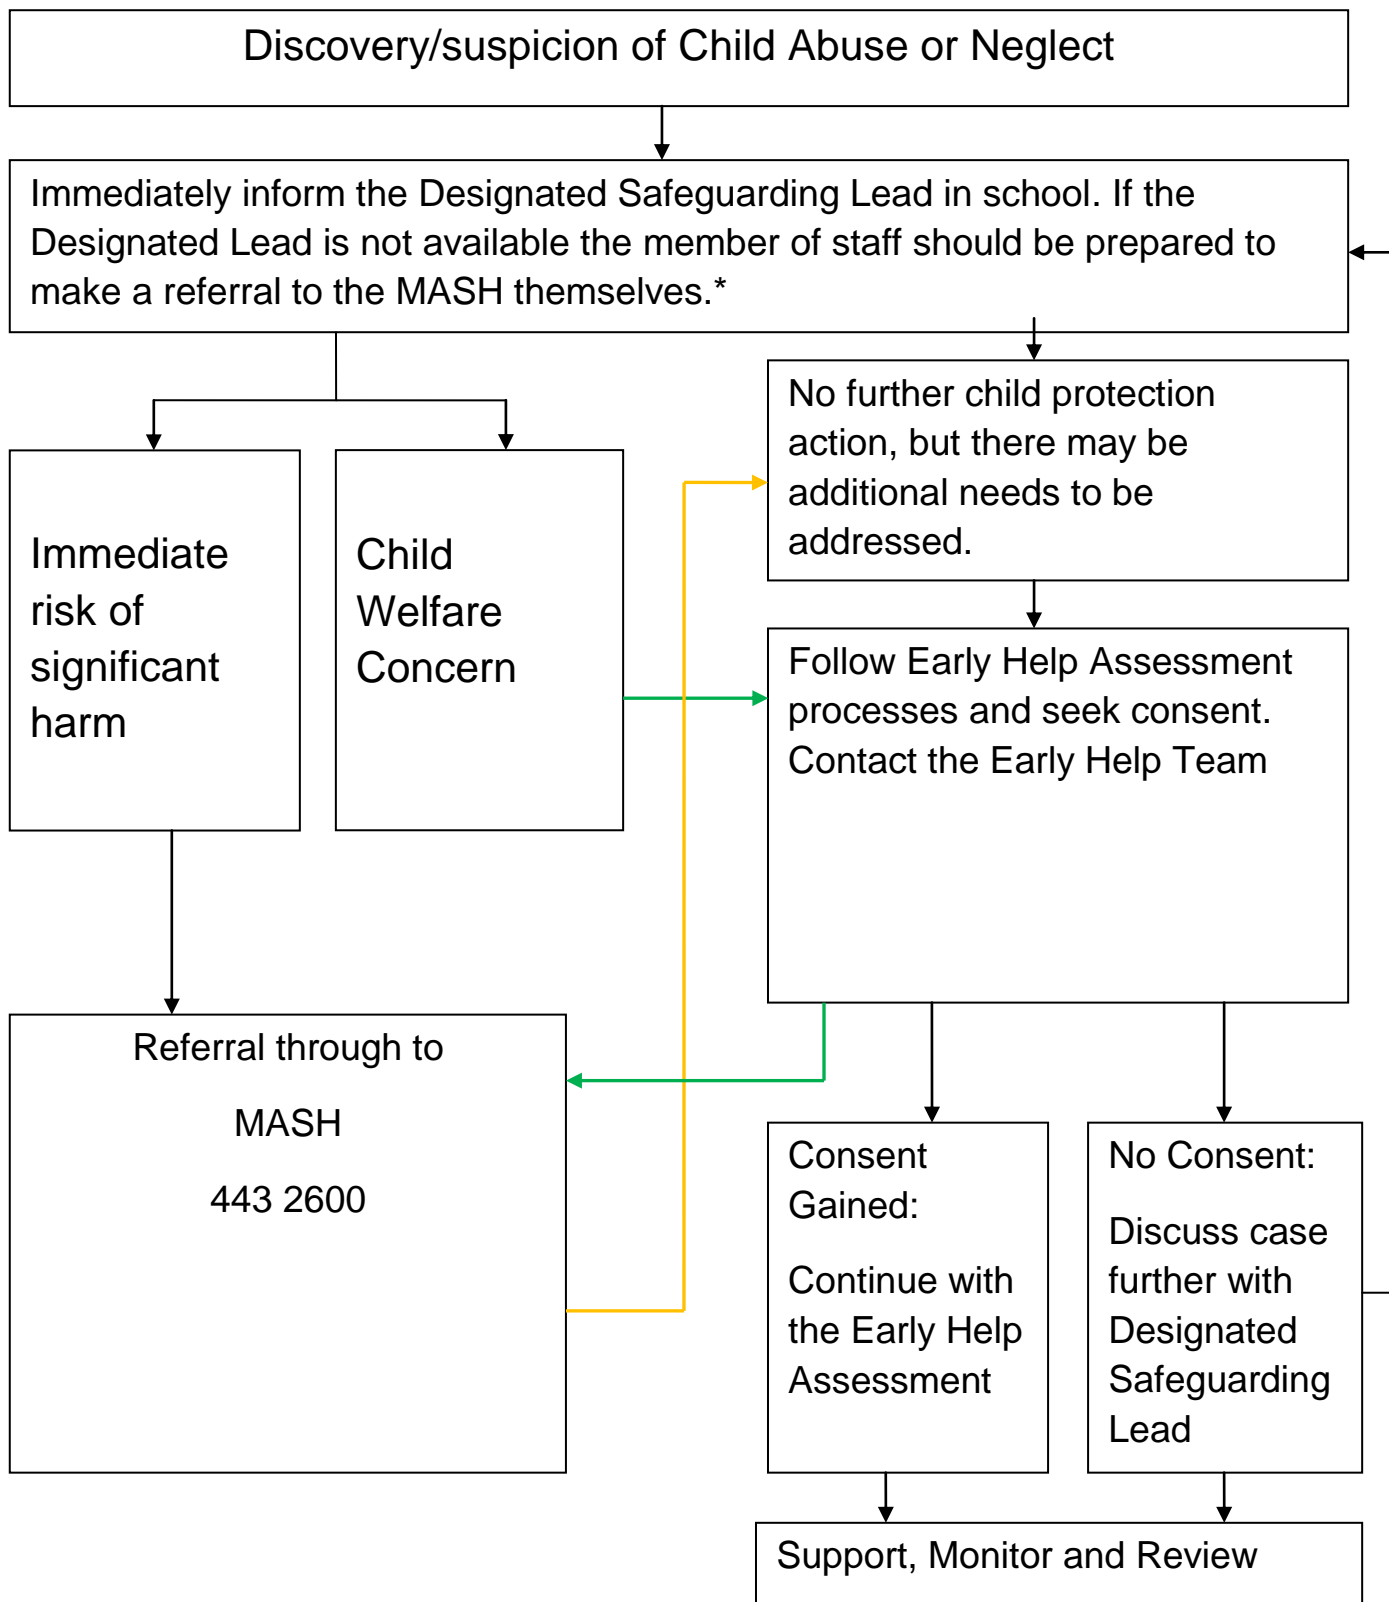 Discovery/suspicion of Child Abuse or Neglect
Immediately inform the Designated Safeguarding Lead in school. If the
Designated Lead is not available the member of staff should be prepared to
make a referral to the MASH themselves.*
No further child protection
action, but there may be
additional needs to be
addressed.
Immediate
risk of
significant
harm
Child
Welfare
Concern
Follow Early Help Assessment
processes and seek consent.
Contact the Early Help Team
Referral through to
MASH
443 2600
Consent
Gained:
Continue with
the Early Help
Assessment
No Consent:
Discuss case
further with
Designated
Safeguarding
Lead
Support, Monitor and Review